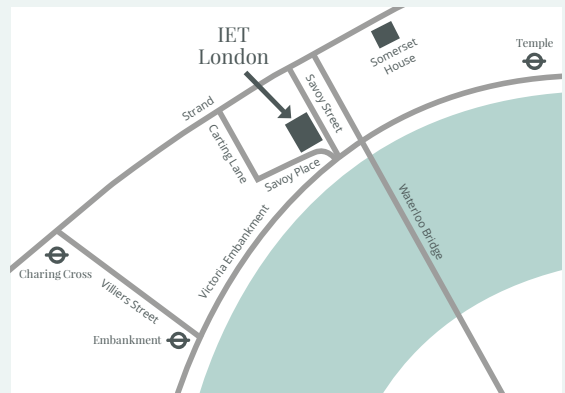 IET
London
Strand
Carting Lane
Savoy Street
Savoy Place
Somerset
House
Temple
Victoria Embankment
Waterloo Bridge
Charing Cross
Villiers Street
Embankment